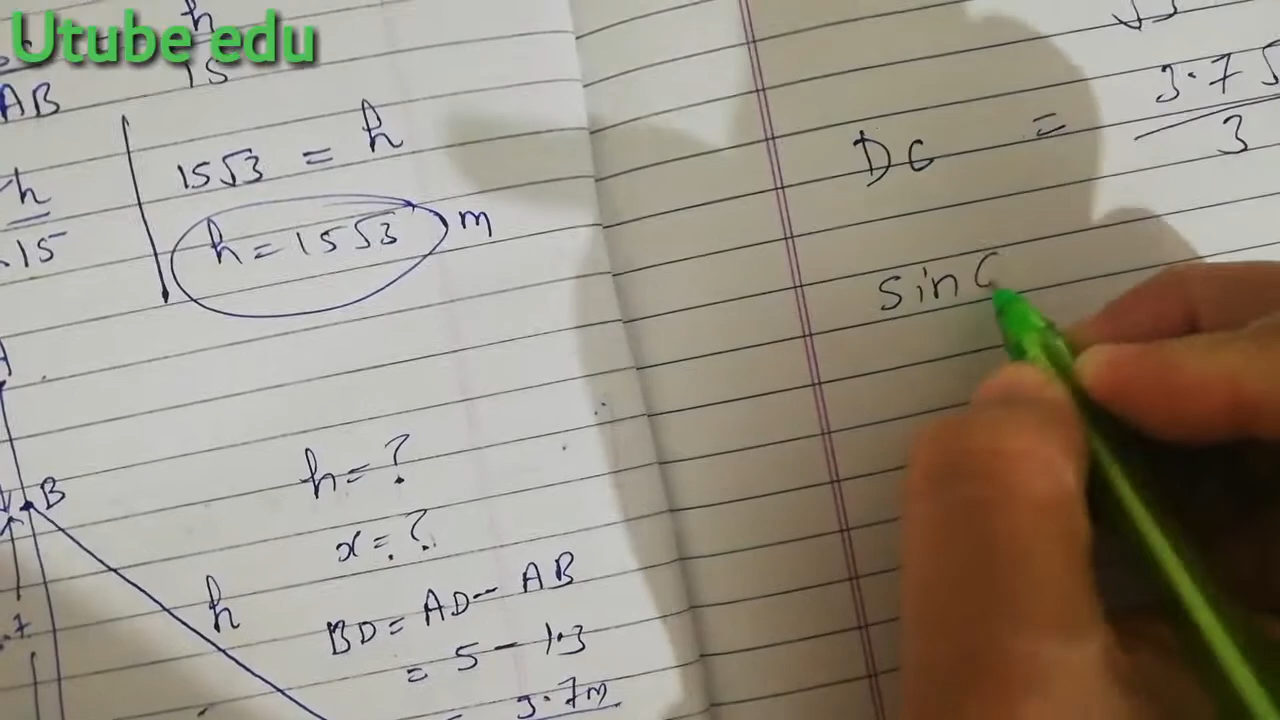 Utube edu
h
AB 15
h
15
15√3 = h
h = 15√3 m
B
h
h = ?
x = ?
BD = AD - AB
= 5 - 1.3
= 3.7m
√3
DC = 3.7√
3
sin C